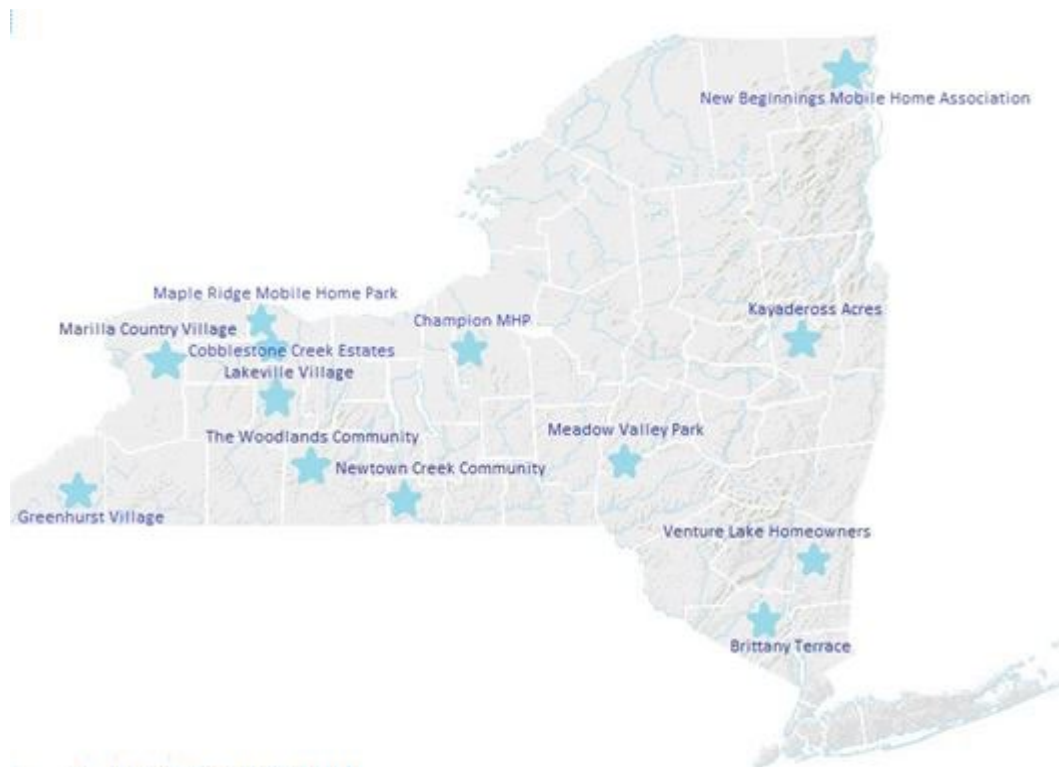 New Beginnings Mobile Home Association
Maple Ridge Mobile Home Park
Kayadeross Acres
Champion MHP
Marilla Country Village
Cobblestone Creek Estates
Lakeville Village
Meadow Valley Park
The Woodlands Community
Newtown Creek Community
Greenhurst Village
Venture Lake Homeowners
Brittany Terrace